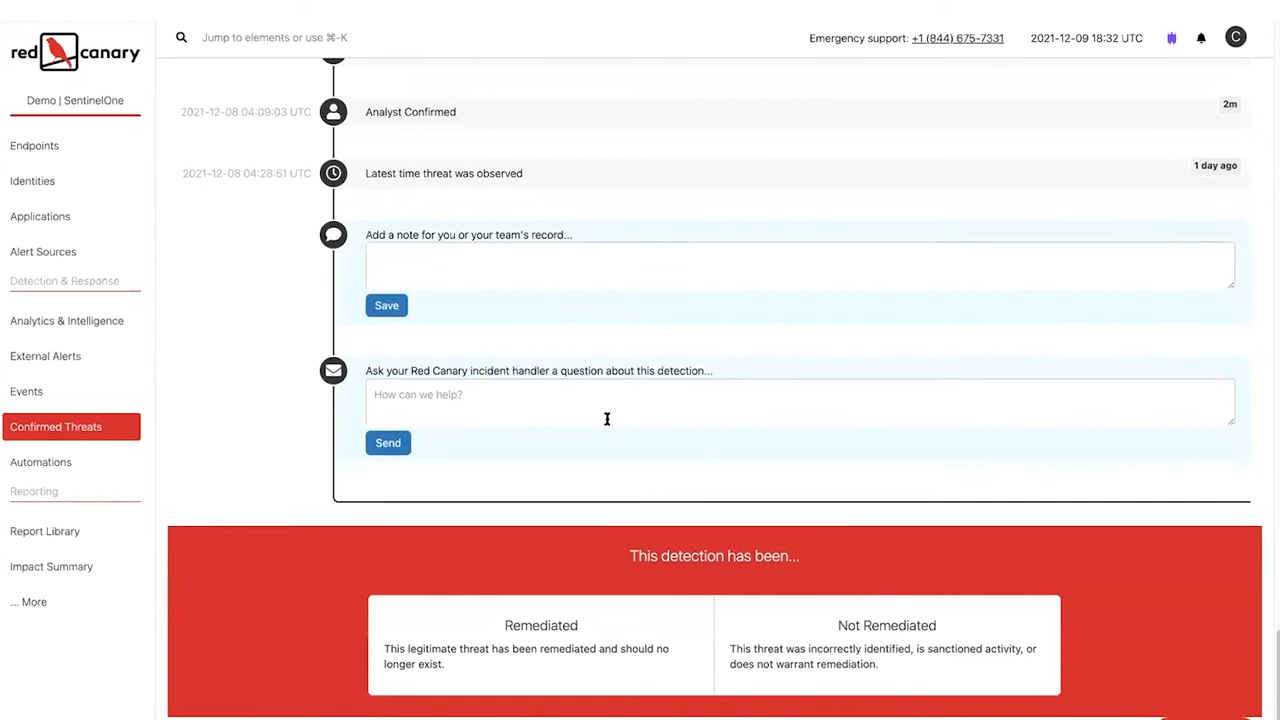 red canary
Jump to elements or use ⌘-K
Emergency support: +1 (844) 675-7331
2021-12-09 18:32 UTC
C
Demo | SentinelOne
Endpoints
Identities
Applications
Alert Sources
Detection & Response
Analytics & Intelligence
External Alerts
Events
Confirmed Threats
Automations
Reporting
Report Library
Impact Summary
... More
2021-12-08 04:09:03 UTC
Analyst Confirmed
2m
2021-12-08 04:28:51 UTC
Latest time threat was observed
1 day ago
Add a note for you or your team's record...
Save
Ask your Red Canary incident handler a question about this detection...
How can we help?
Send
This detection has been...
Remediated
This legitimate threat has been remediated and should no
longer exist.
Not Remediated
This threat was incorrectly identified, is sanctioned activity, or
does not warrant remediation.